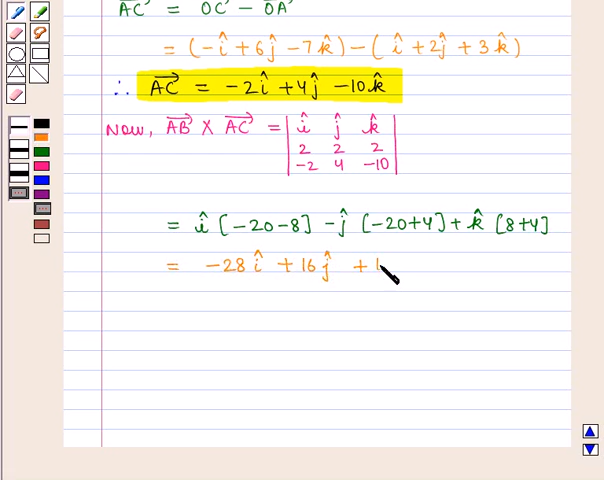 AC⃗ = OC⃗ − OA⃗
= (−î + 6ĵ − 7k̂) − (î + 2ĵ + 3k̂)
∴ AC⃗ = −2î + 4ĵ − 10k̂
Now, AB⃗ × AC⃗ = | î ĵ k̂ |
| 2 2 2 |
| −2 4 −10 |
= î [−20−8] − ĵ [−20+4] + k̂ [8+4]
= −28 î + 16 ĵ + 1